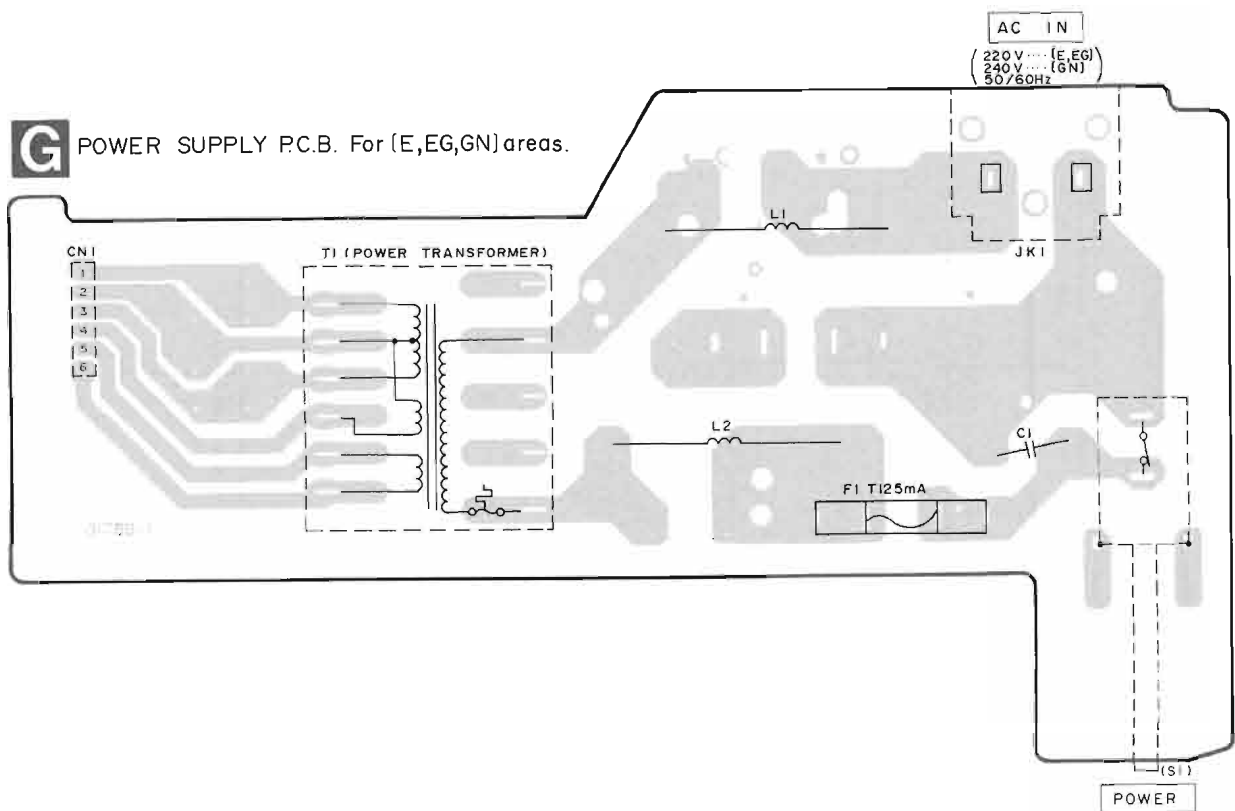 AC IN
220V····[E,EG]
240V····[GN]
50/60Hz
G POWER SUPPLY P.C.B. For [E,EG,GN] areas.
L1
JK1
CN1
T1 (POWER TRANSFORMER)
1
2
3
4
5
6
L2
C1
F1 T125mA
(S1)
POWER